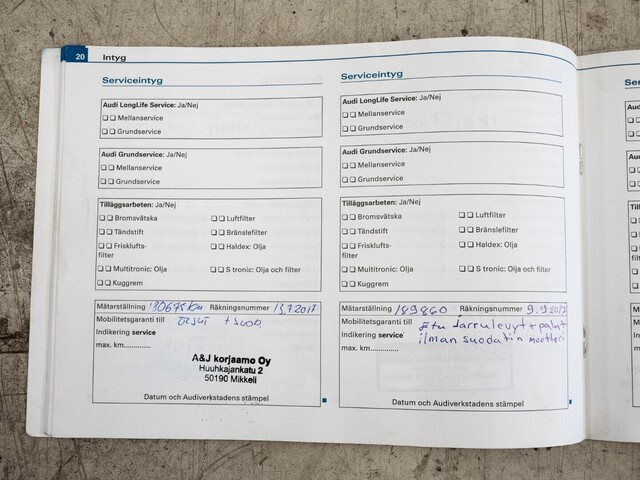 20 Intyg
Serviceintyg
Audi LongLife Service: Ja/Nej
Mellanservice
Grundservice
Audi Grundservice: Ja/Nej
Mellanservice
Grundservice
Tilläggsarbeten: Ja/Nej
Bromsvätska Luftfilter
Tändstift Bränslefilter
Frisklufts- Haldex: Olja
filter
Multitronic: Olja S tronic: Olja och filter
Kuggrem
Mätarställning 130675km Räkningsnummer 13.7.2017
Mobilitetsgaranti till öljyt + suod.
Indikering service
max. km.............
A&J korjaamo Oy
Huuhkajankatu 2
50190 Mikkeli
Datum och Audiverkstadens stämpel
Serviceintyg
Audi LongLife Service: Ja/Nej
Mellanservice
Grundservice
Audi Grundservice: Ja/Nej
Mellanservice
Grundservice
Tilläggsarbeten: Ja/Nej
Bromsvätska Luftfilter
Tändstift Bränslefilter
Frisklufts- Haldex: Olja
filter
Multitronic: Olja S tronic: Olja och filter
Kuggrem
Mätarställning 189860 Räkningsnummer 9.9.2017
Mobilitetsgaranti till Etu jarrulevyt + palat
Indikering service ilman suodatin moottori
max. km.............
Datum och Audiverkstadens stämpel